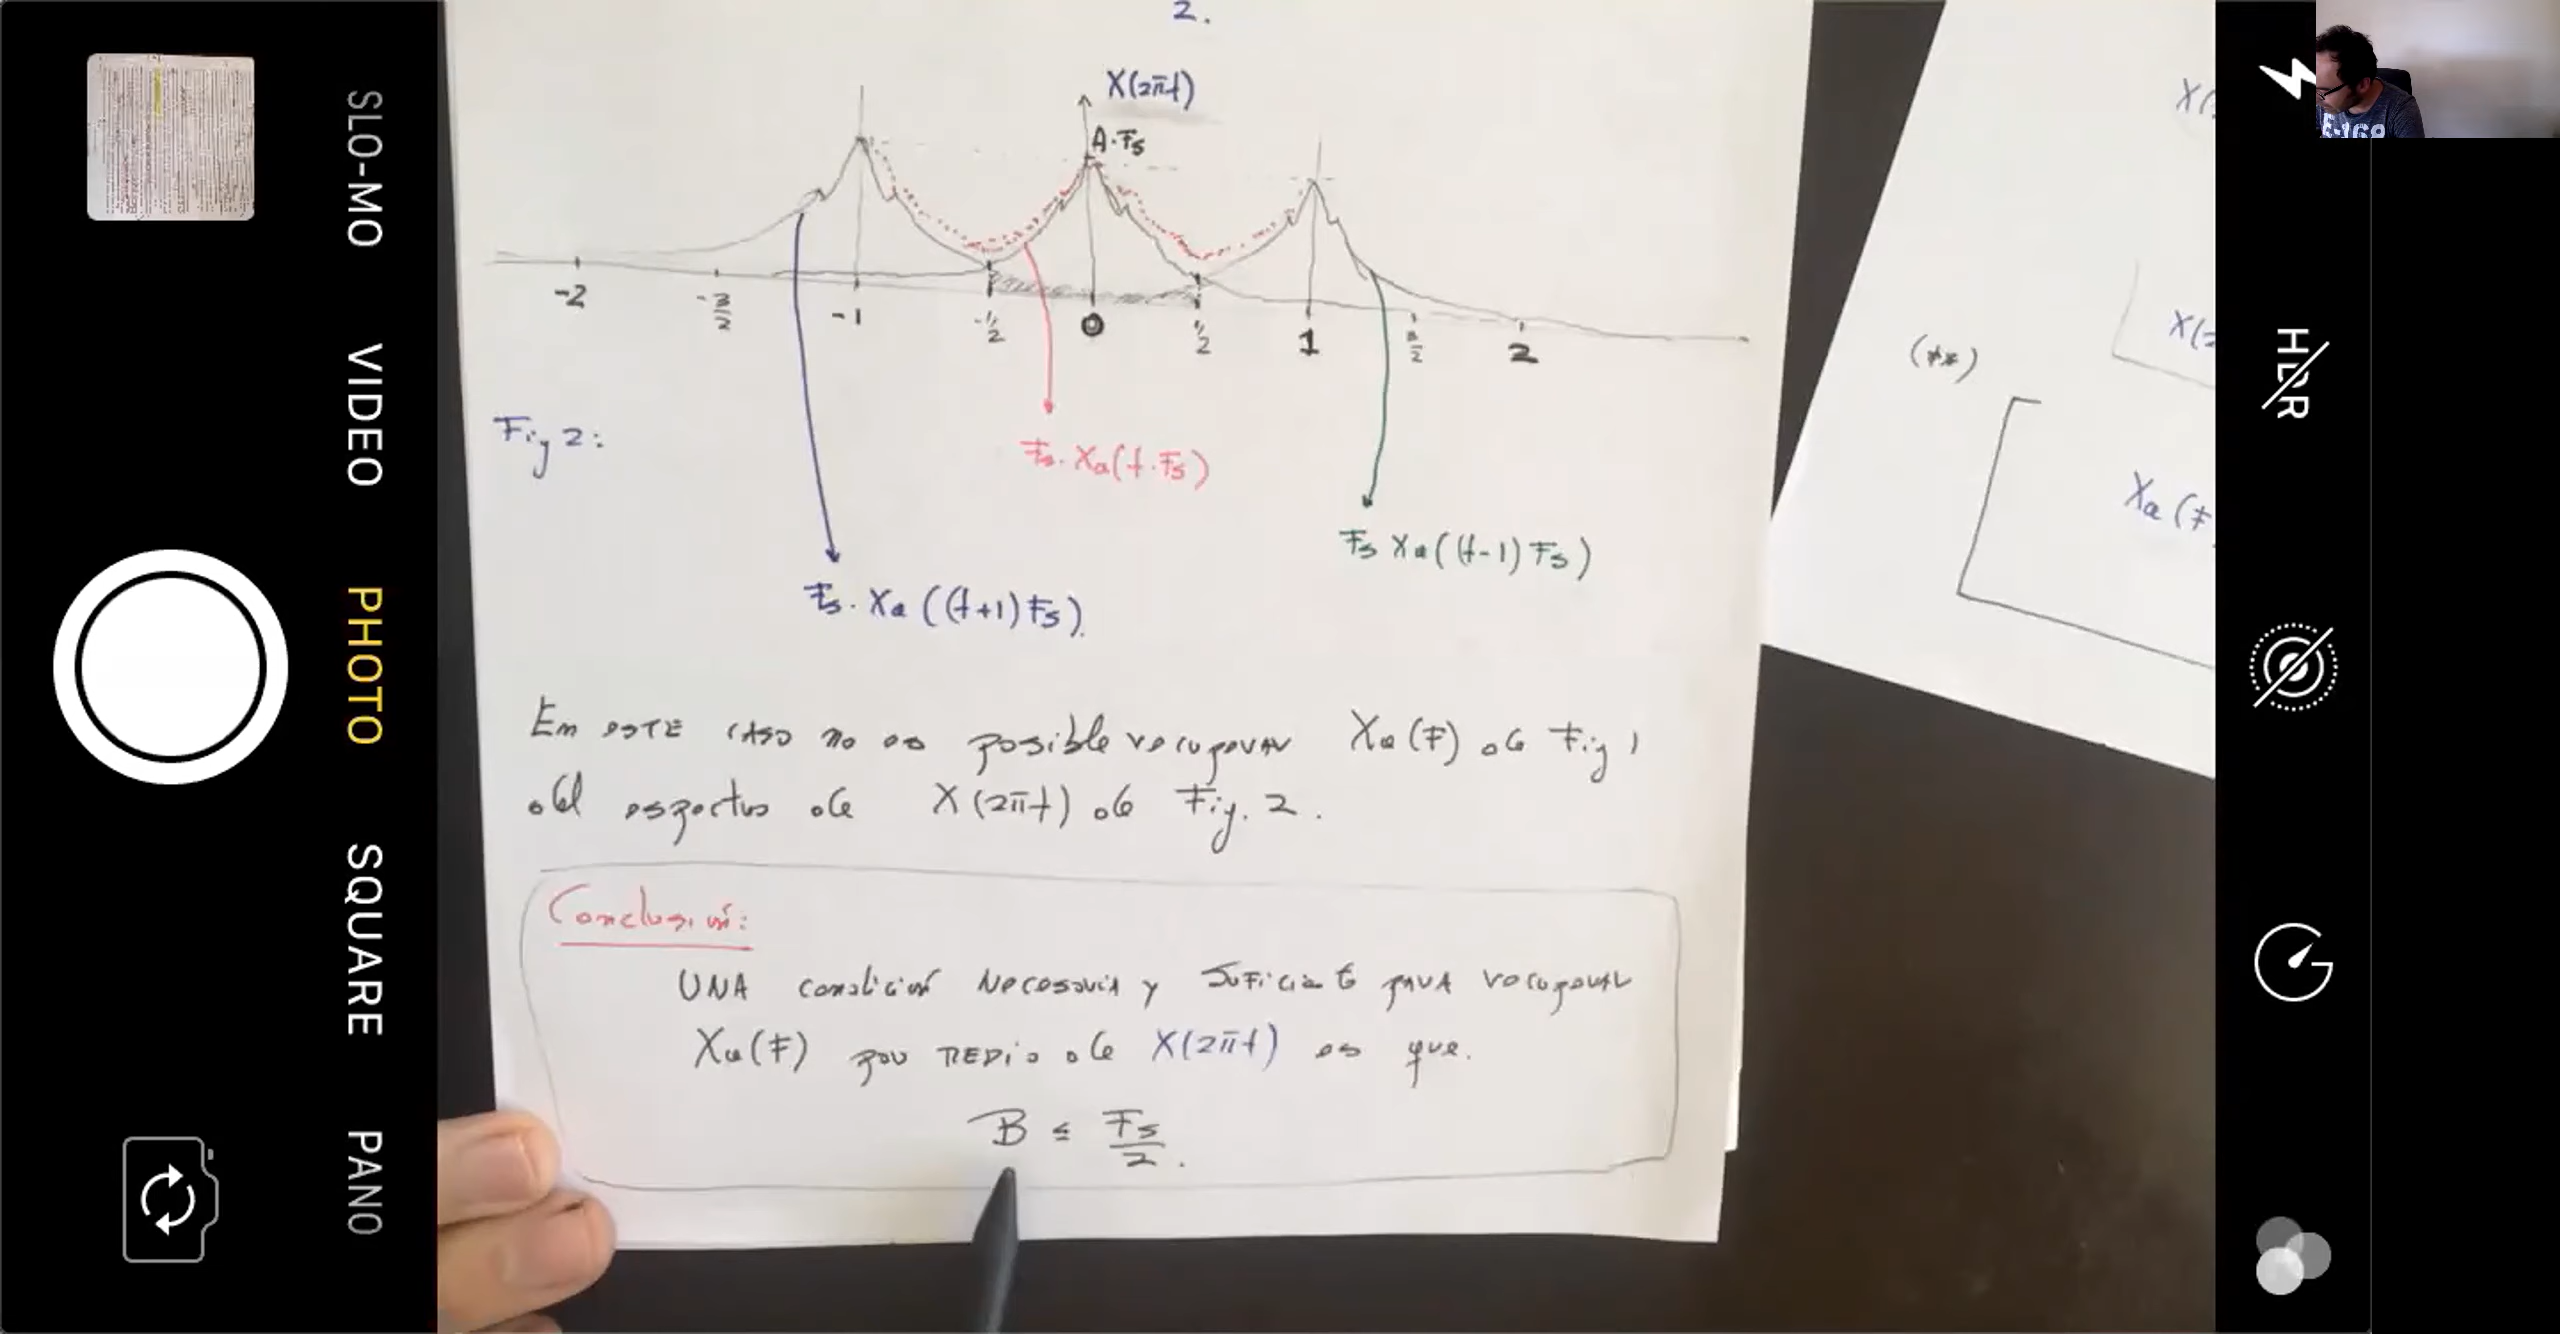 2.
X(2πf)
A·Fs
-2
-3/2
-1
-1/2
0
1/2
1
3/2
2
Fig 2:
Fs. Xa(f·Fs)
Fs Xa((f-1)Fs)
Fs. Xa((f+1)Fs).
En este caso no es posible recuperar Xa(F) de Fig 1
del espectro de X(2πf) de Fig. 2.
Conclusión:
UNA condición Necesaria y Suficiente para recuperar
Xa(F) por medio de X(2πf) es que.
B ≤ Fs/2.
(**)
Xa(F
SLO-MO
VIDEO
PHOTO
SQUARE
PANO
HDR
E-168